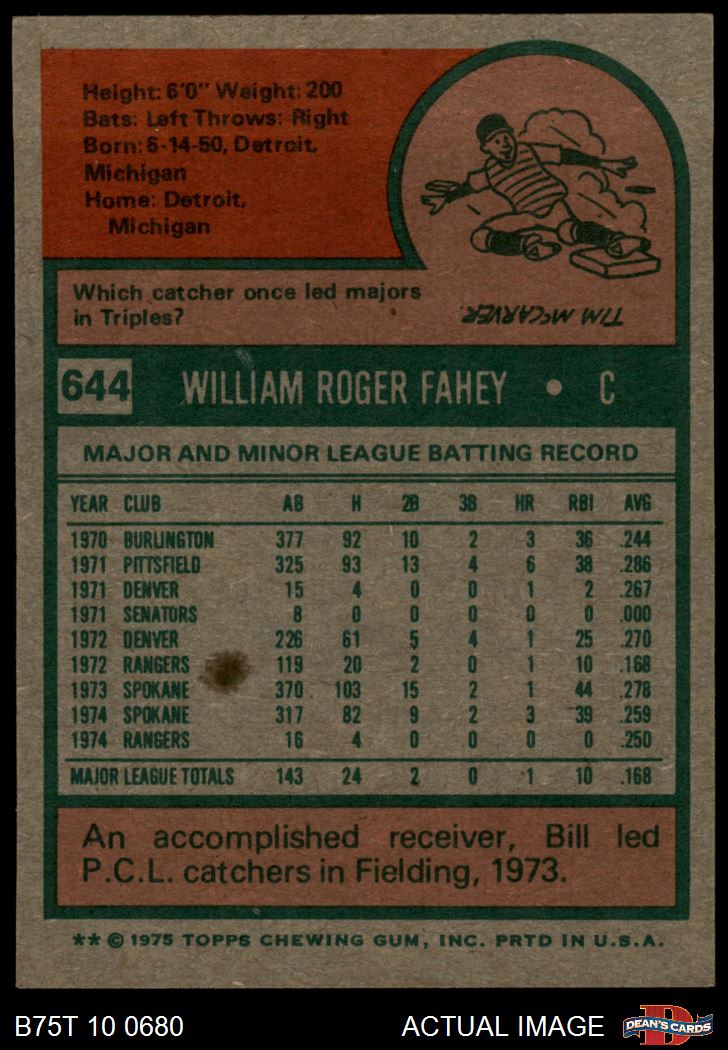 Height: 6'0" Weight: 200
Bats: Left Throws: Right
Born: 6-14-50, Detroit,
Michigan
Home: Detroit,
Michigan
Which catcher once led majors
in Triples?
TIM McCARVER.
644 WILLIAM ROGER FAHEY • C
MAJOR AND MINOR LEAGUE BATTING RECORD
YEAR CLUB AB H 2B 3B HR RBI AVG
1970 BURLINGTON 377 92 10 2 3 36 .244
1971 PITTSFIELD 325 93 13 4 6 38 .286
1971 DENVER 15 4 0 0 1 2 .267
1971 SENATORS 8 0 0 0 0 0 .000
1972 DENVER 226 61 5 4 1 25 .270
1972 RANGERS 119 20 2 0 1 10 .168
1973 SPOKANE 370 103 15 2 1 44 .278
1974 SPOKANE 317 82 9 2 3 39 .259
1974 RANGERS 16 4 0 0 0 0 .250
MAJOR LEAGUE TOTALS 143 24 2 0 1 10 .168
An accomplished receiver, Bill led
P.C.L. catchers in Fielding, 1973.
** © 1975 TOPPS CHEWING GUM, INC. PRTD IN U.S.A.
B75T 10 0680 ACTUAL IMAGE D DEAN'S CARDS